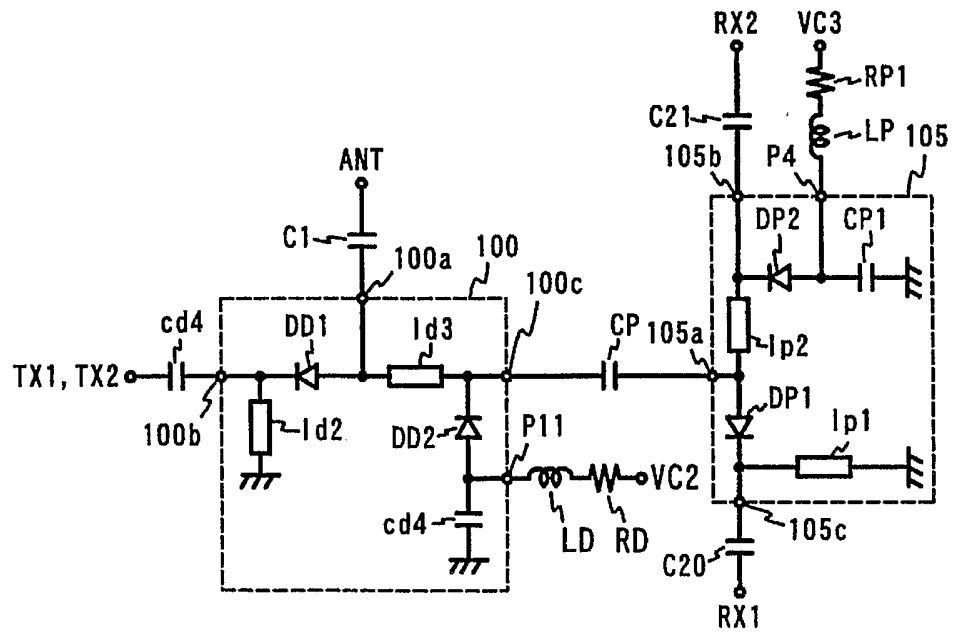 RX2 VC3
RP1
C21 LP 105
105b P4
ANT
DP2 CP1
C1 100a 100 100c
cd4 DD1 ld3 CP 105a lp2
TX1, TX2
DP1
100b ld2 DD2 P11 lp1
VC2
cd4 LD RD 105c
C20
RX1